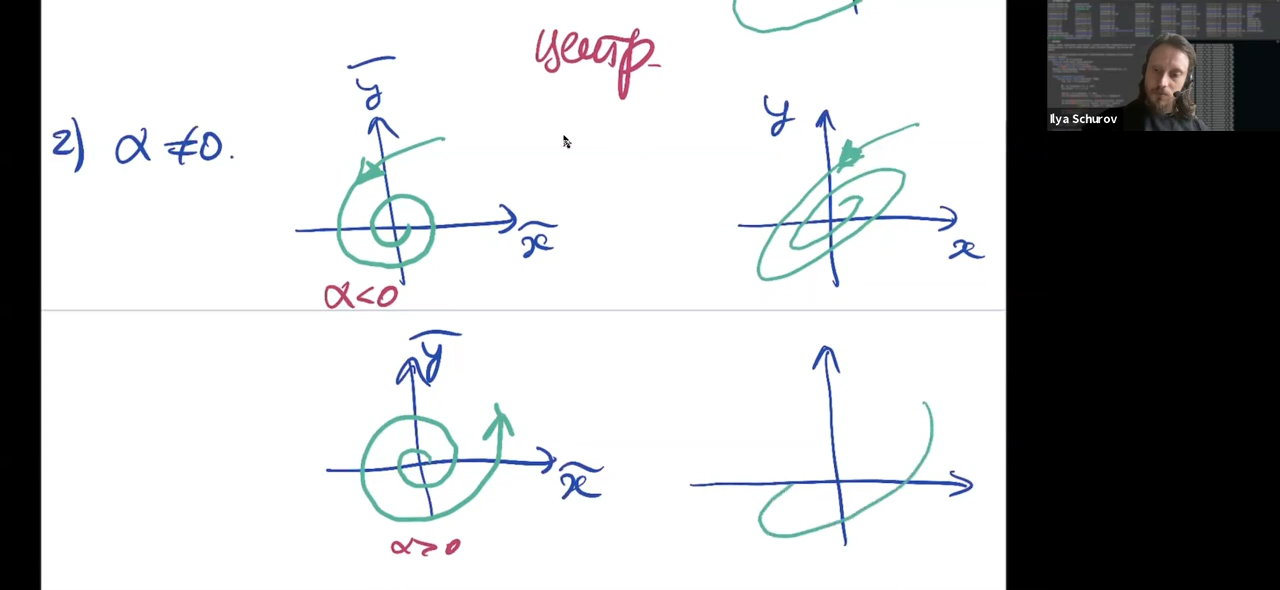 центр
Ilya Schurov
2) α ≠ 0.
ỹ
x̃
α < 0
y
x
ỹ
x̃
α > 0